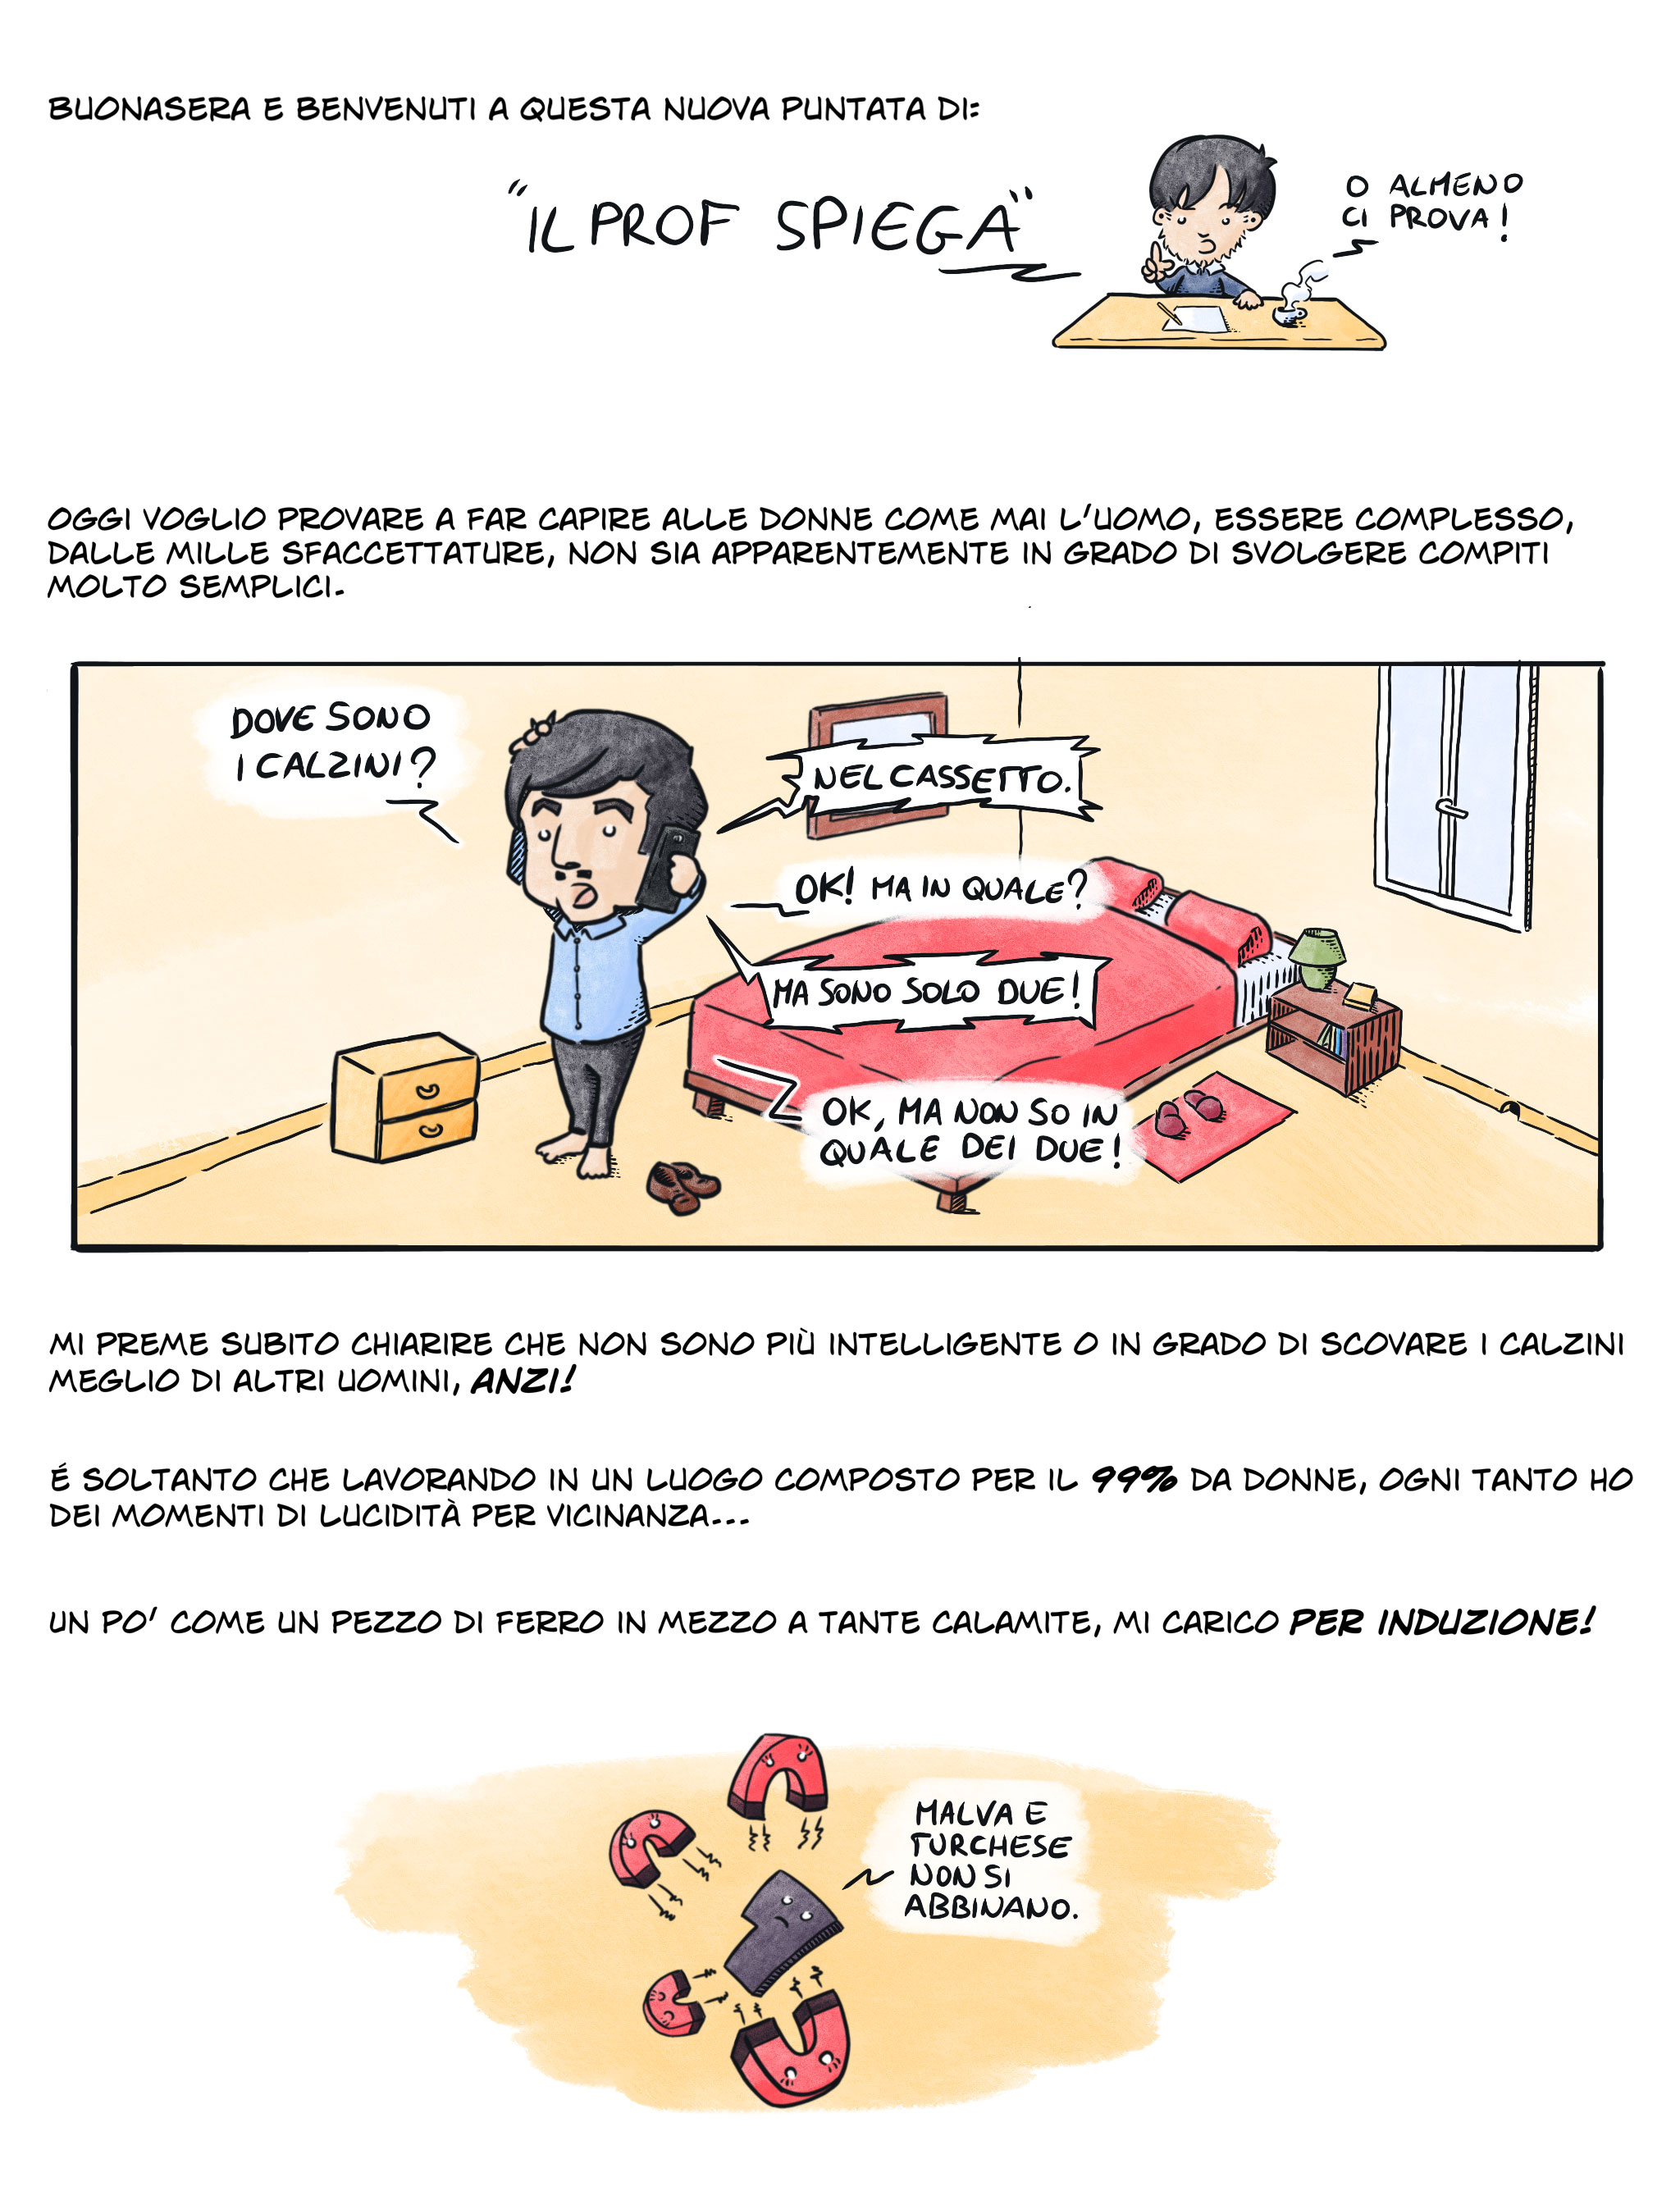 BUONASERA E BENVENUTI A QUESTA NUOVA PUNTATA DI:
"IL PROF SPIEGA"
O ALMENO
CI PROVA!
OGGI VOGLIO PROVARE A FAR CAPIRE ALLE DONNE COME MAI L'UOMO, ESSERE COMPLESSO,
DALLE MILLE SFACCETTATURE, NON SIA APPARENTEMENTE IN GRADO DI SVOLGERE COMPITI
MOLTO SEMPLICI.
DOVE SONO
I CALZINI?
NEL CASSETTO.
OK! MA IN QUALE?
MA SONO SOLO DUE!
OK, MA NON SO IN
QUALE DEI DUE!
MI PREME SUBITO CHIARIRE CHE NON SONO PIÙ INTELLIGENTE O IN GRADO DI SCOVARE I CALZINI
MEGLIO DI ALTRI UOMINI, ANZI!
É SOLTANTO CHE LAVORANDO IN UN LUOGO COMPOSTO PER IL 99% DA DONNE, OGNI TANTO HO
DEI MOMENTI DI LUCIDITÀ PER VICINANZA...
UN PO' COME UN PEZZO DI FERRO IN MEZZO A TANTE CALAMITE, MI CARICO PER INDUZIONE!
MALVA E
TURCHESE
NON SI
ABBINANO.